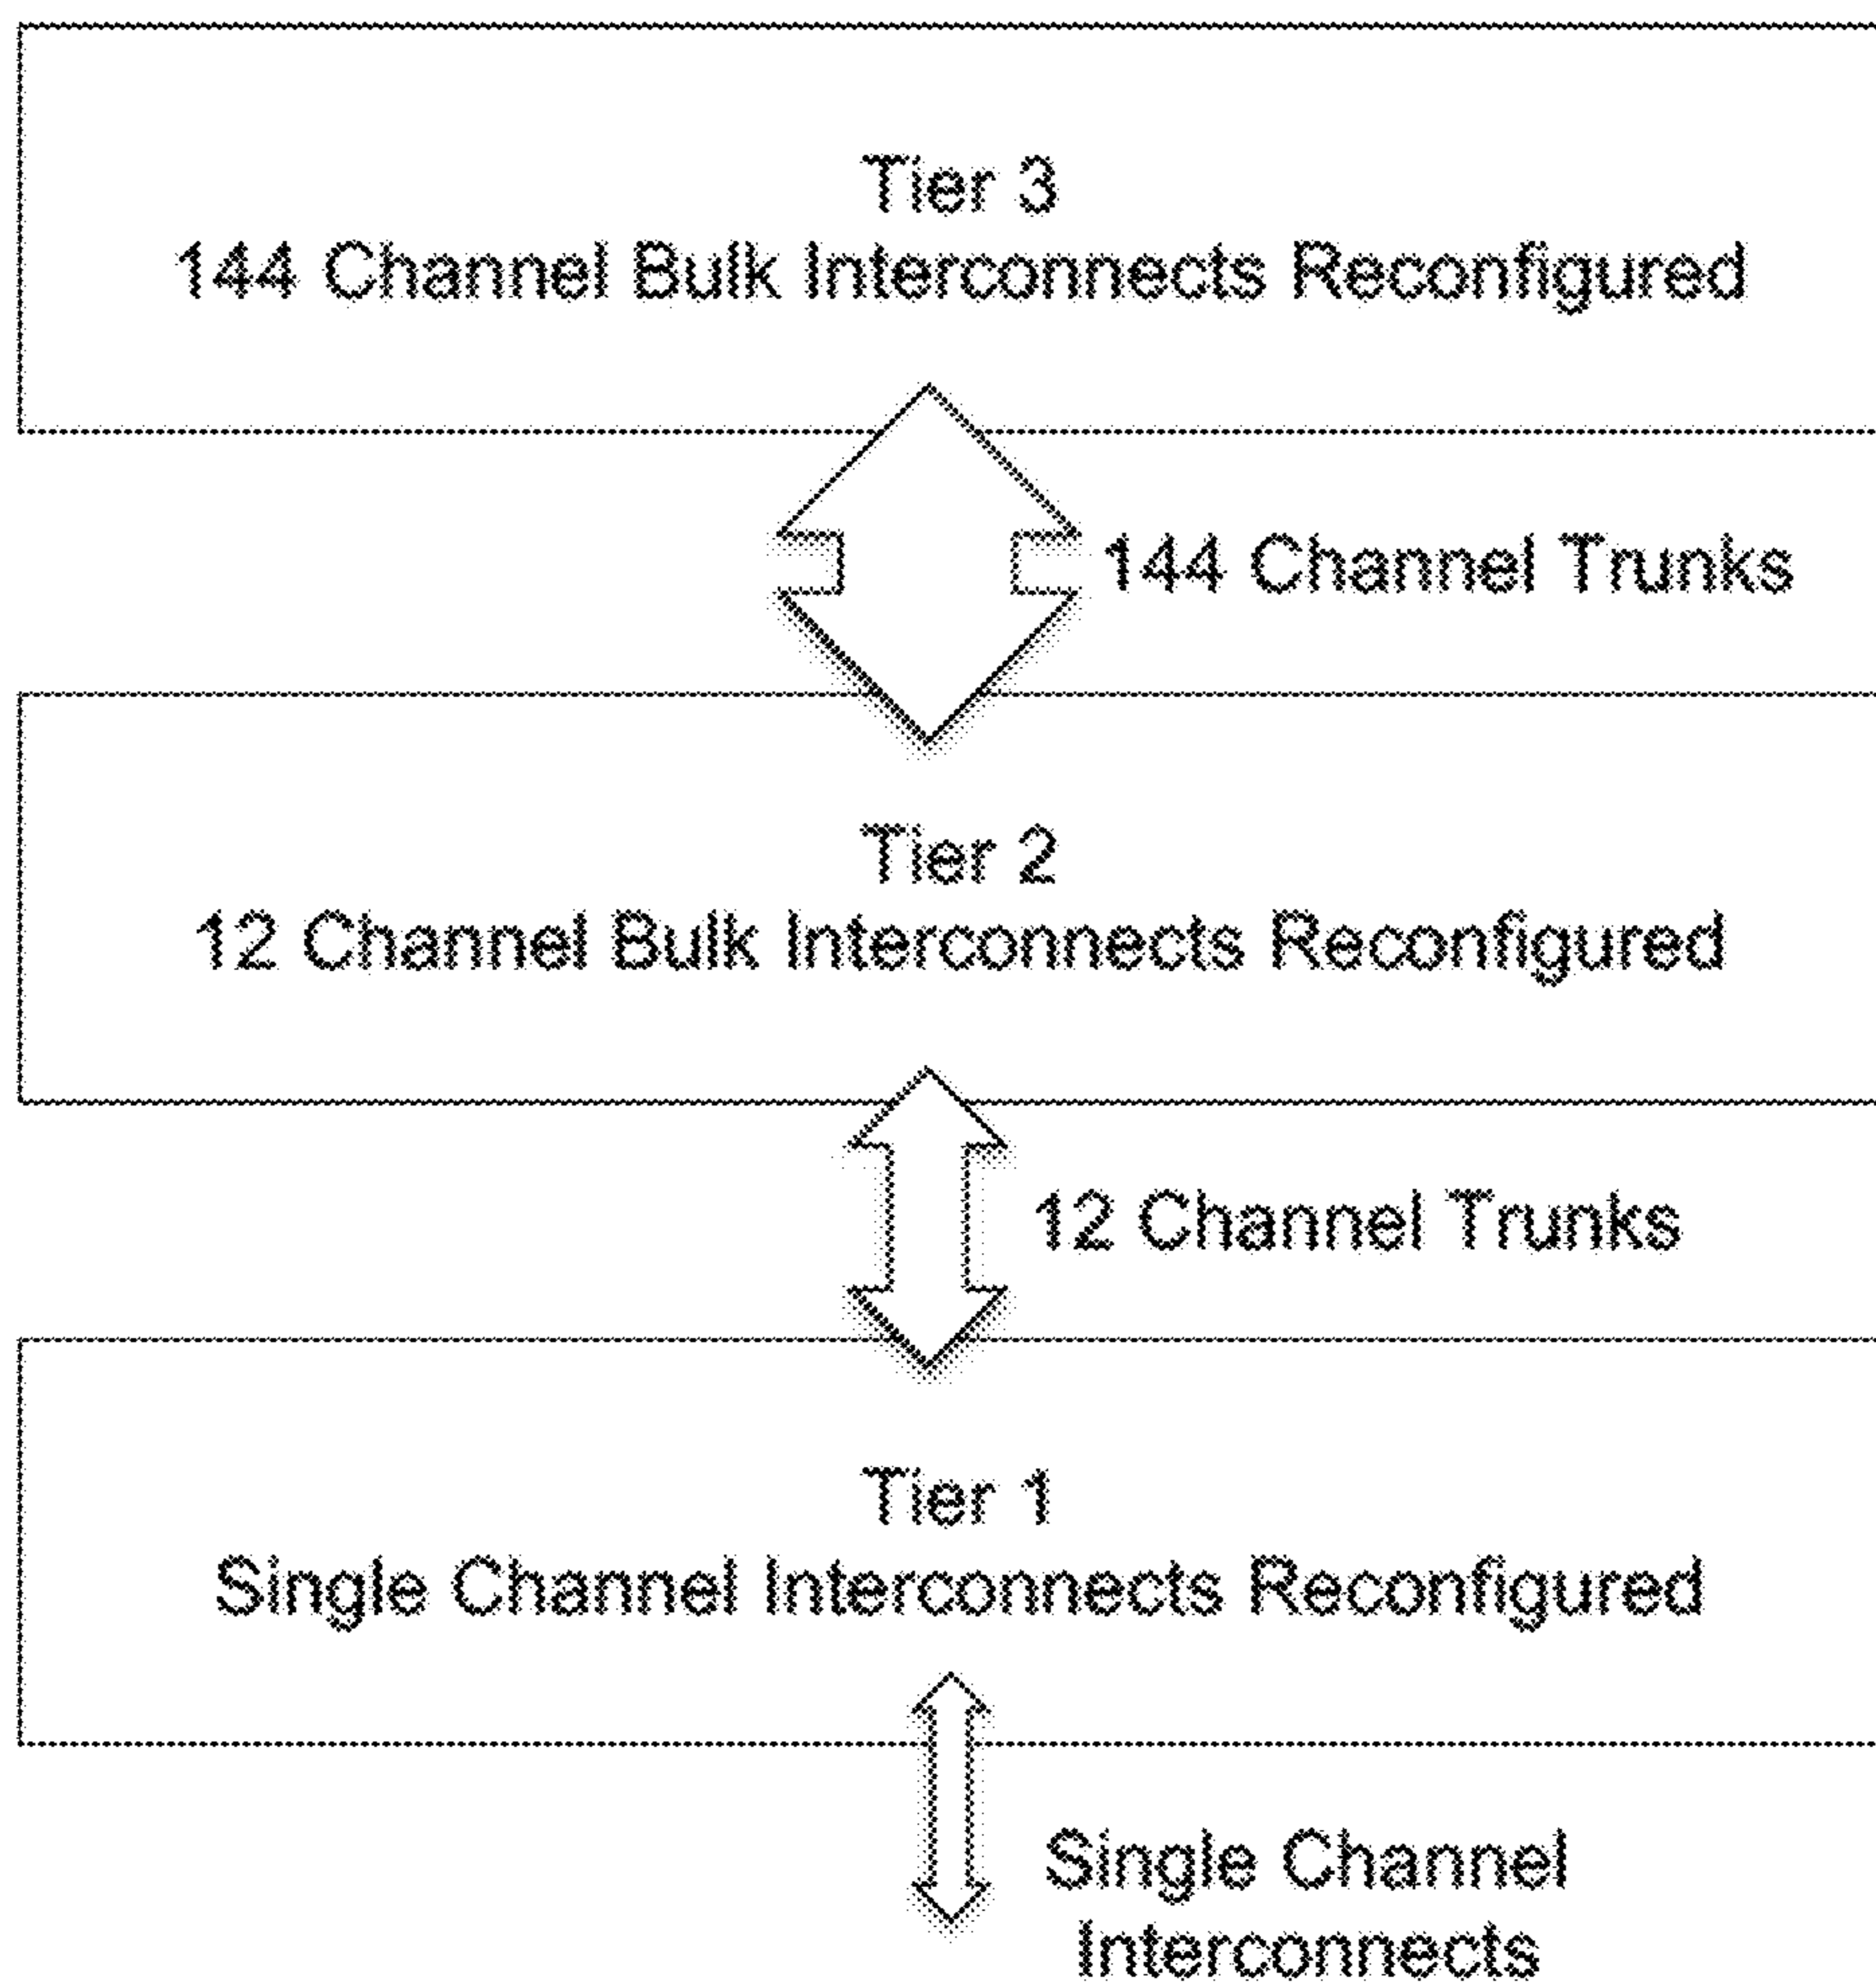 Tier 3
144 Channel Bulk Interconnects Reconfigured
144 Channel Trunks
Tier 2
12 Channel Bulk Interconnects Reconfigured
12 Channel Trunks
Tier 1
Single Channel Interconnects Reconfigured
Single Channel
Interconnects